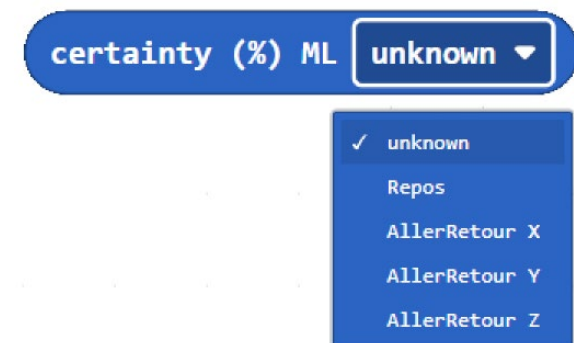 certainty (%) ML unknown
✓ unknown
Repos
AllerRetour X
AllerRetour Y
AllerRetour Z